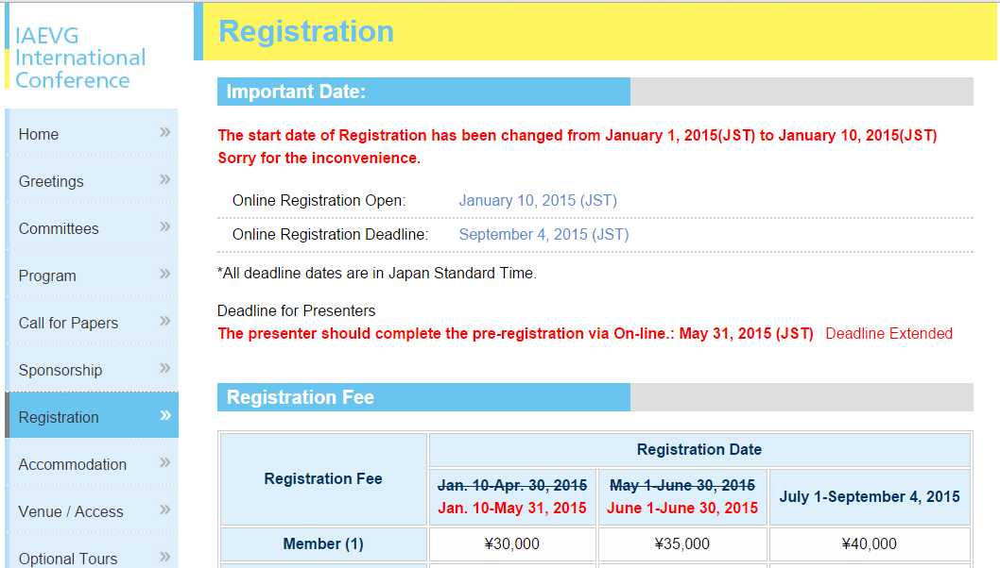 IAEVG
International
Conference
Home »
Greetings »
Committees »
Program »
Call for Papers »
Sponsorship »
Registration »
Accommodation »
Venue / Access »
Optional Tours »
Registration
Important Date:
The start date of Registration has been changed from January 1, 2015(JST) to January 10, 2015(JST)
Sorry for the inconvenience.
Online Registration Open: January 10, 2015 (JST)
Online Registration Deadline: September 4, 2015 (JST)
*All deadline dates are in Japan Standard Time.
Deadline for Presenters
The presenter should complete the pre-registration via On-line.: May 31, 2015 (JST) Deadline Extended
Registration Fee
Registration Fee
Registration Date
Jan. 10-Apr. 30, 2015
Jan. 10-May 31, 2015
May 1-June 30, 2015
June 1-June 30, 2015
July 1-September 4, 2015
Member (1) ¥30,000 ¥35,000 ¥40,000